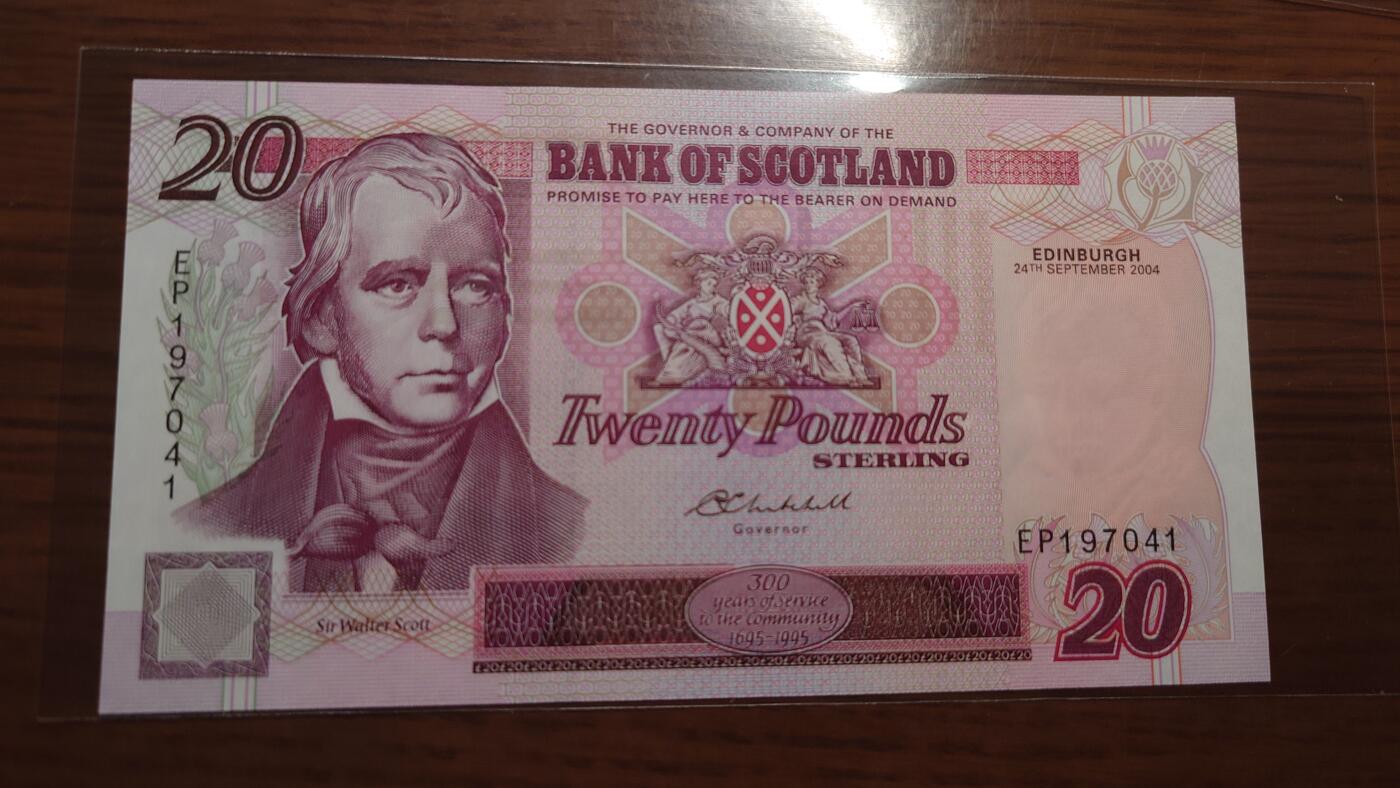 20
THE GOVERNOR & COMPANY OF THE
BANK OF SCOTLAND
PROMISE TO PAY HERE TO THE BEARER ON DEMAND
EDINBURGH
24TH SEPTEMBER 2004
EP197041
Twenty Pounds
STERLING
Governor
EP197041
20
300
years of service
to the community
1695-1995
Sir Walter Scott